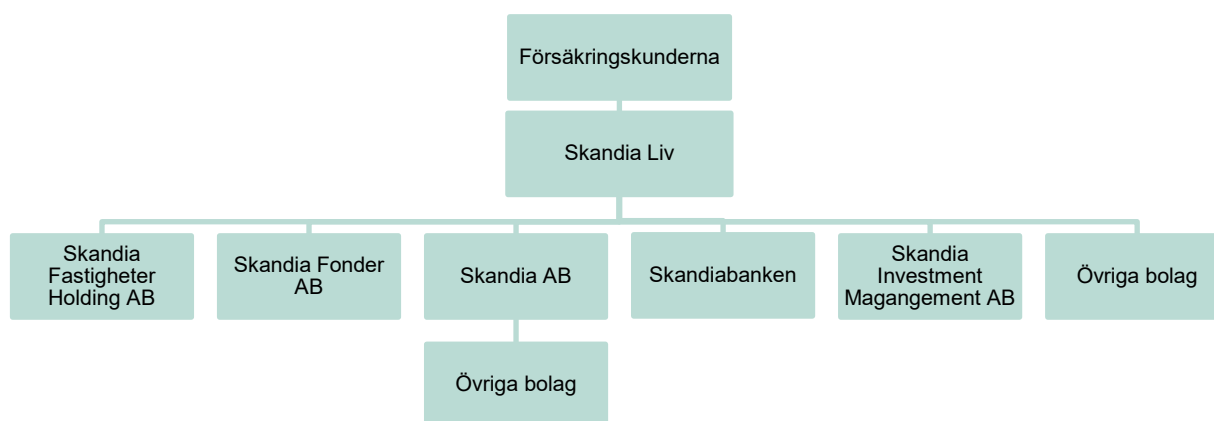 Försäkringskunderna
Skandia Liv
Skandia
Fastigheter
Holding AB
Skandia Fonder
AB
Skandia AB
Skandiabanken
Skandia
Investment
Magangement AB
Övriga bolag
Övriga bolag